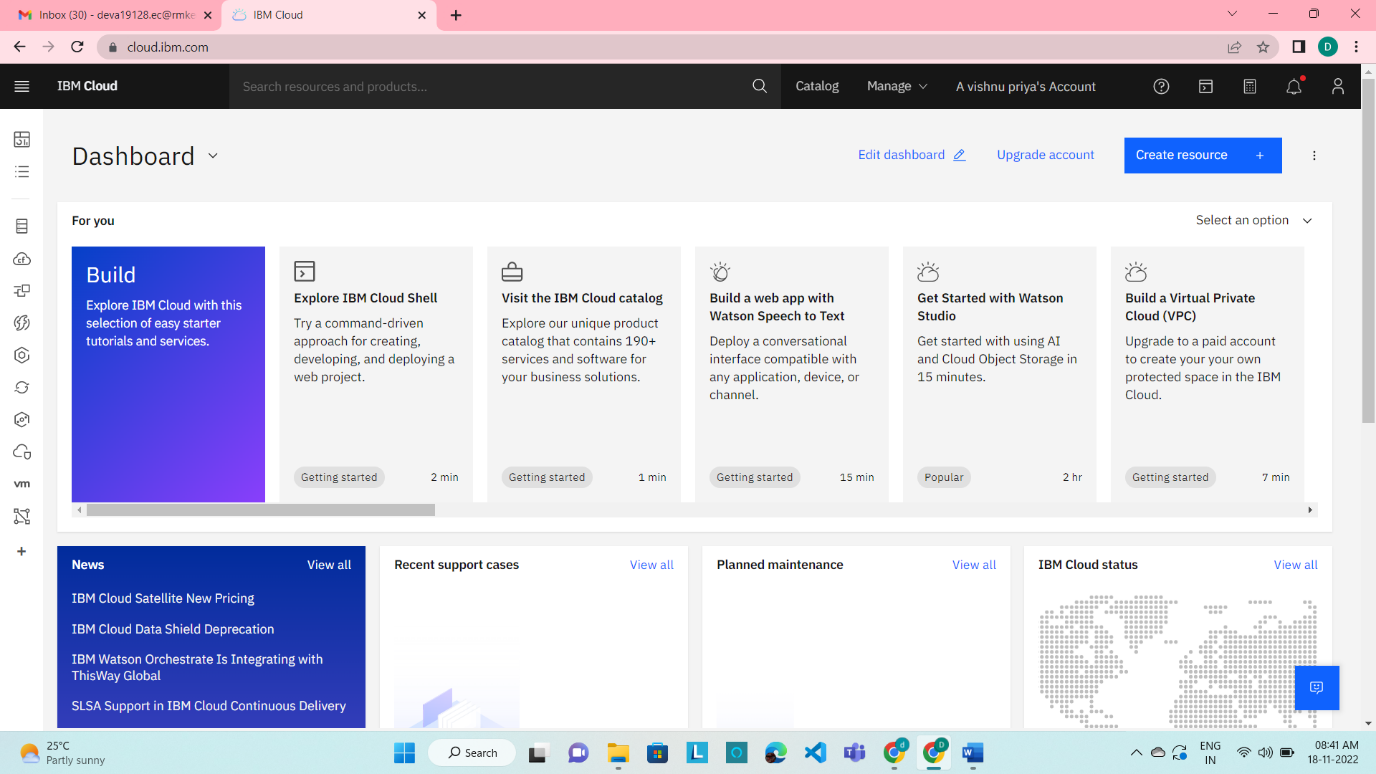 Inbox (30) - deva19128.ec@rmke
IBM Cloud
cloud.ibm.com
D
IBM Cloud
Search resources and products...
Catalog
Manage
A vishnu priya's Account
Dashboard
Edit dashboard
Upgrade account
Create resource +
For you
Select an option
Build
Explore IBM Cloud with this
selection of easy starter
tutorials and services.
Explore IBM Cloud Shell
Try a command-driven
approach for creating,
developing, and deploying a
web project.
Getting started
2 min
Visit the IBM Cloud catalog
Explore our unique product
catalog that contains 190+
services and software for
your business solutions.
Getting started
1 min
Build a web app with
Watson Speech to Text
Deploy a conversational
interface compatible with
any application, device, or
channel.
Getting started
15 min
Get Started with Watson
Studio
Get started with using AI
and Cloud Object Storage in
15 minutes.
Popular
2 hr
Build a Virtual Private
Cloud (VPC)
Upgrade to a paid account
to create your your own
protected space in the IBM
Cloud.
Getting started
7 min
cf
vm
News
View all
IBM Cloud Satellite New Pricing
IBM Cloud Data Shield Deprecation
IBM Watson Orchestrate Is Integrating with
ThisWay Global
SLSA Support in IBM Cloud Continuous Delivery
Recent support cases
View all
Planned maintenance
View all
IBM Cloud status
View all
25°C
Partly sunny
Search
L
d
D
W
ENG
IN
08:41 AM
18-11-2022